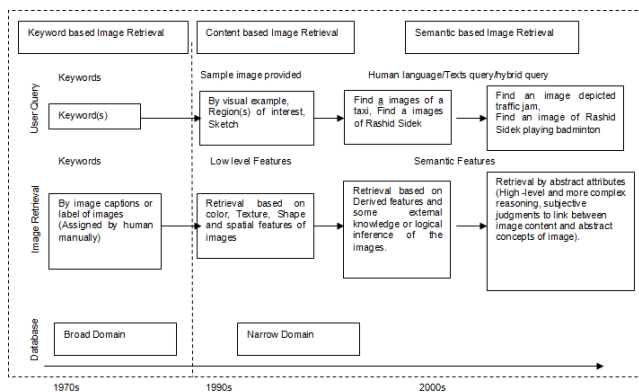 Keyword based Image Retrieval
Content based Image Retrieval
Semantic based Image Retrieval
User Query
Keywords
Sample image provided
Human language/Texts query/hybrid query
Keyword(s)
By visual example,
Region(s) of interest,
Sketch
Find a images of a
taxi, Find a images
of Rashid Sidek
Find an image depicted
traffic jam,
Find an image of Rashid
Sidek playing badminton
Image Retrieval
Keywords
Low level Features
Semantic Features
By image captions or
label of images
(Assigned by human
manually)
Retrieval based on
color, Texture, Shape
and spatial features of
images
Retrieval based on
Derived features and
some external
knowledge or logical
inference of the
images.
Retrieval by abstract attributes
(High -level and more complex
reasoning, subjective
judgments to link between
image content and abstract
concepts of image).
Database
Broad Domain
Narrow Domain
1970s
1990s
2000s